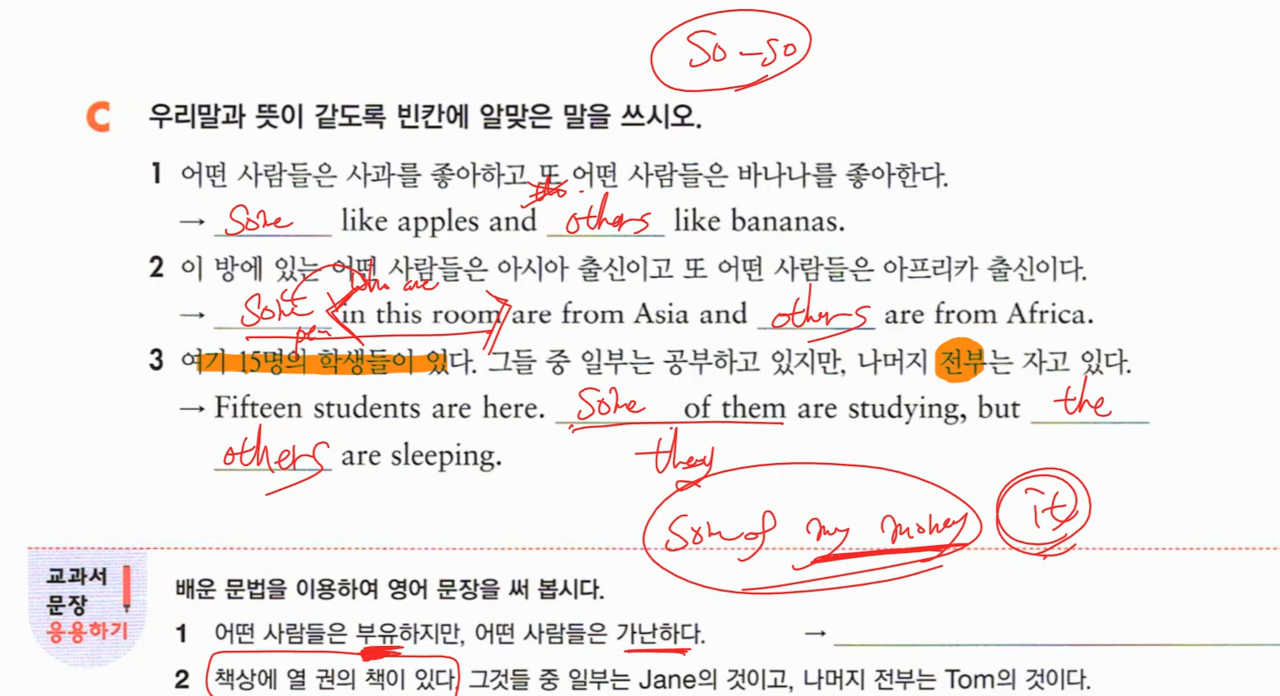 So-so
C 우리말과 뜻이 같도록 빈칸에 알맞은 말을 쓰시오.
1 어떤 사람들은 사과를 좋아하고 또 어떤 사람들은 바나나를 좋아한다.
→ Some like apples and others like bananas.
2 이 방에 있는 어떤 사람들은 아시아 출신이고 또 어떤 사람들은 아프리카 출신이다.
who are
→ Some in this room are from Asia and others are from Africa.
3 여기 15명의 학생들이 있다. 그들 중 일부는 공부하고 있지만, 나머지 전부는 자고 있다.
→ Fifteen students are here. Some of them are studying, but the
others are sleeping.
they
Some of my money it
교과서
문장
응용하기
배운 문법을 이용하여 영어 문장을 써 봅시다.
1 어떤 사람들은 부유하지만, 어떤 사람들은 가난하다. →
2 책상에 열 권의 책이 있다. 그것들 중 일부는 Jane의 것이고, 나머지 전부는 Tom의 것이다.